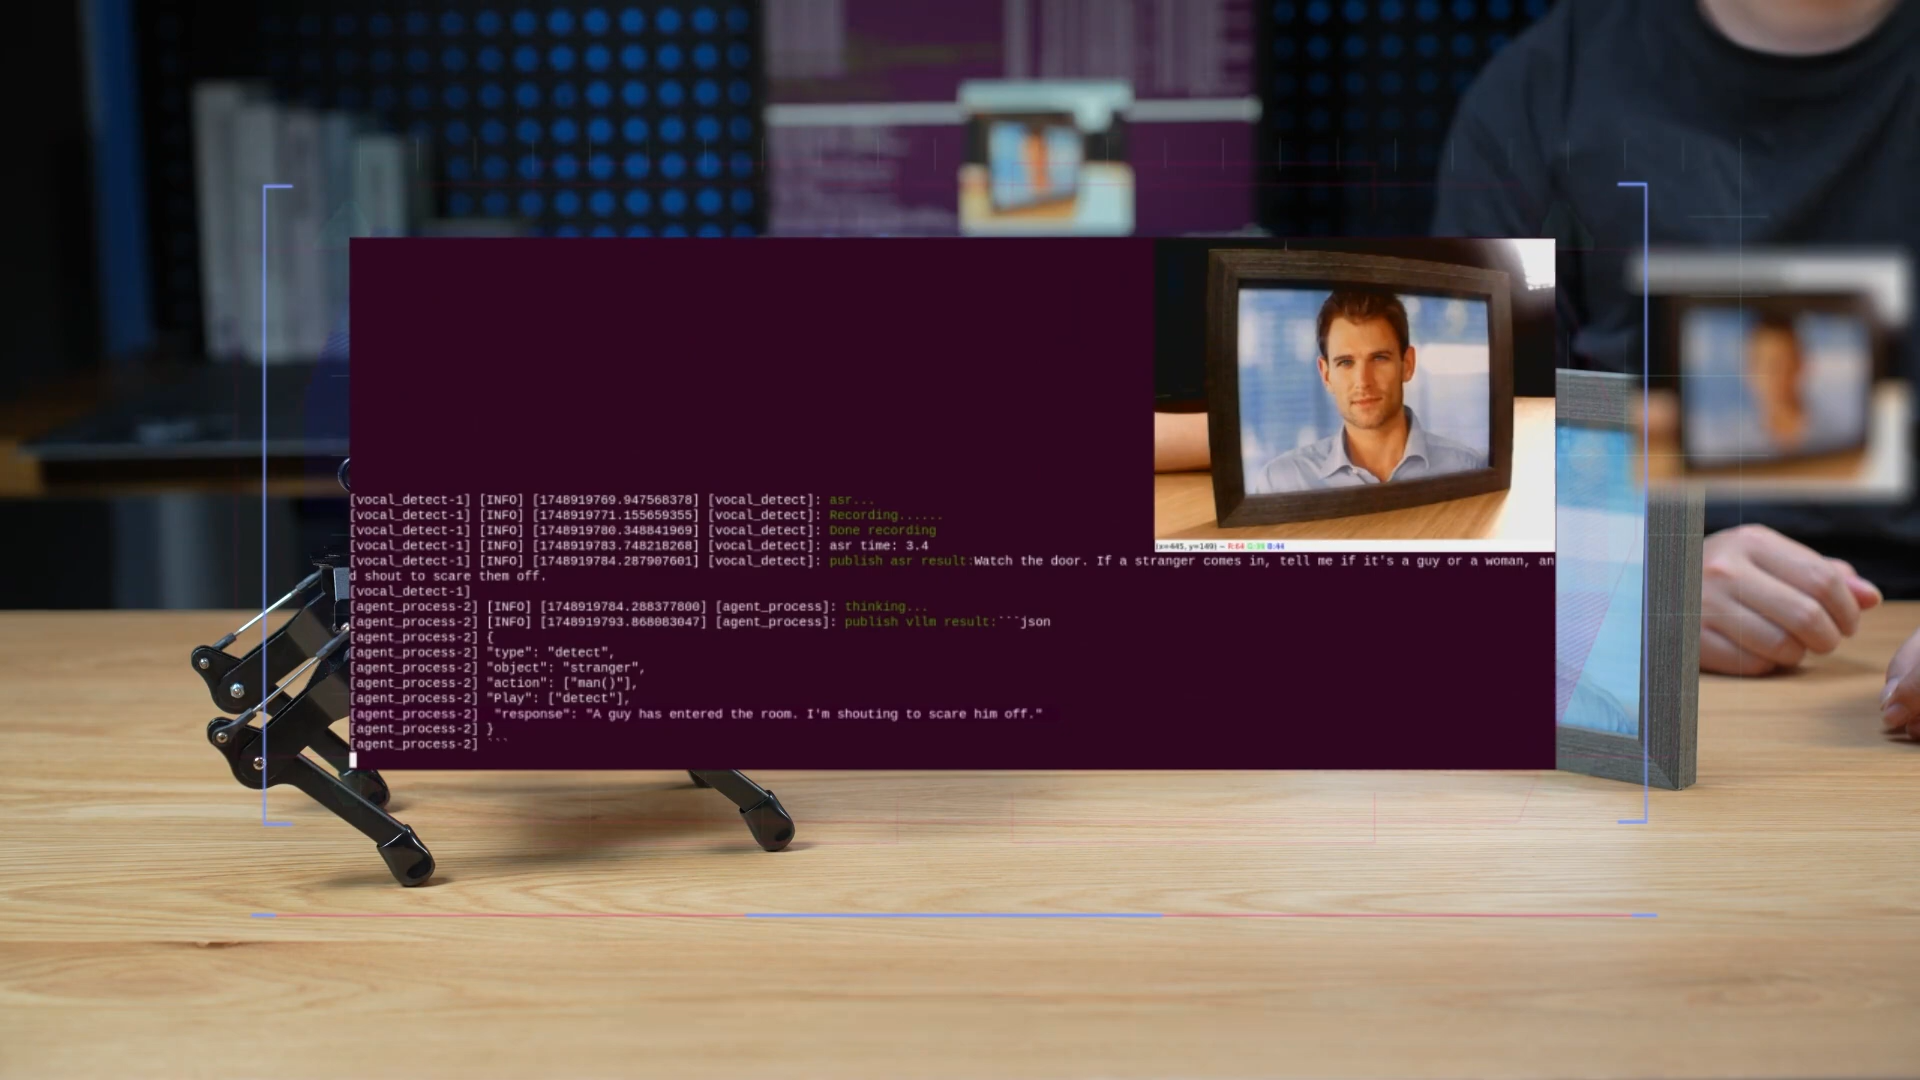 [vocal_detect-1] [INFO] [1748919769.947568378] [vocal_detect]: asr...
[vocal_detect-1] [INFO] [1748919771.155659355] [vocal_detect]: Recording......
[vocal_detect-1] [INFO] [1748919780.348841969] [vocal_detect]: Done recording
[vocal_detect-1] [INFO] [1748919783.748218268] [vocal_detect]: asr time: 3.4
(x=445, y=149) ~ R:64 G:38 B:44
[vocal_detect-1] [INFO] [1748919784.287907601] [vocal_detect]: publish asr result:Watch the door. If a stranger comes in, tell me if it's a guy or a woman, an
d shout to scare them off.
[vocal_detect-1]
[agent_process-2] [INFO] [1748919784.288377800] [agent_process]: thinking...
[agent_process-2] [INFO] [1748919793.868083047] [agent_process]: publish vllm result:```json
[agent_process-2] {
[agent_process-2] "type": "detect",
[agent_process-2] "object": "stranger",
[agent_process-2] "action": ["man()"],
[agent_process-2] "Play": ["detect"],
[agent_process-2]  "response": "A guy has entered the room. I'm shouting to scare him off."
[agent_process-2] }
[agent_process-2] ```